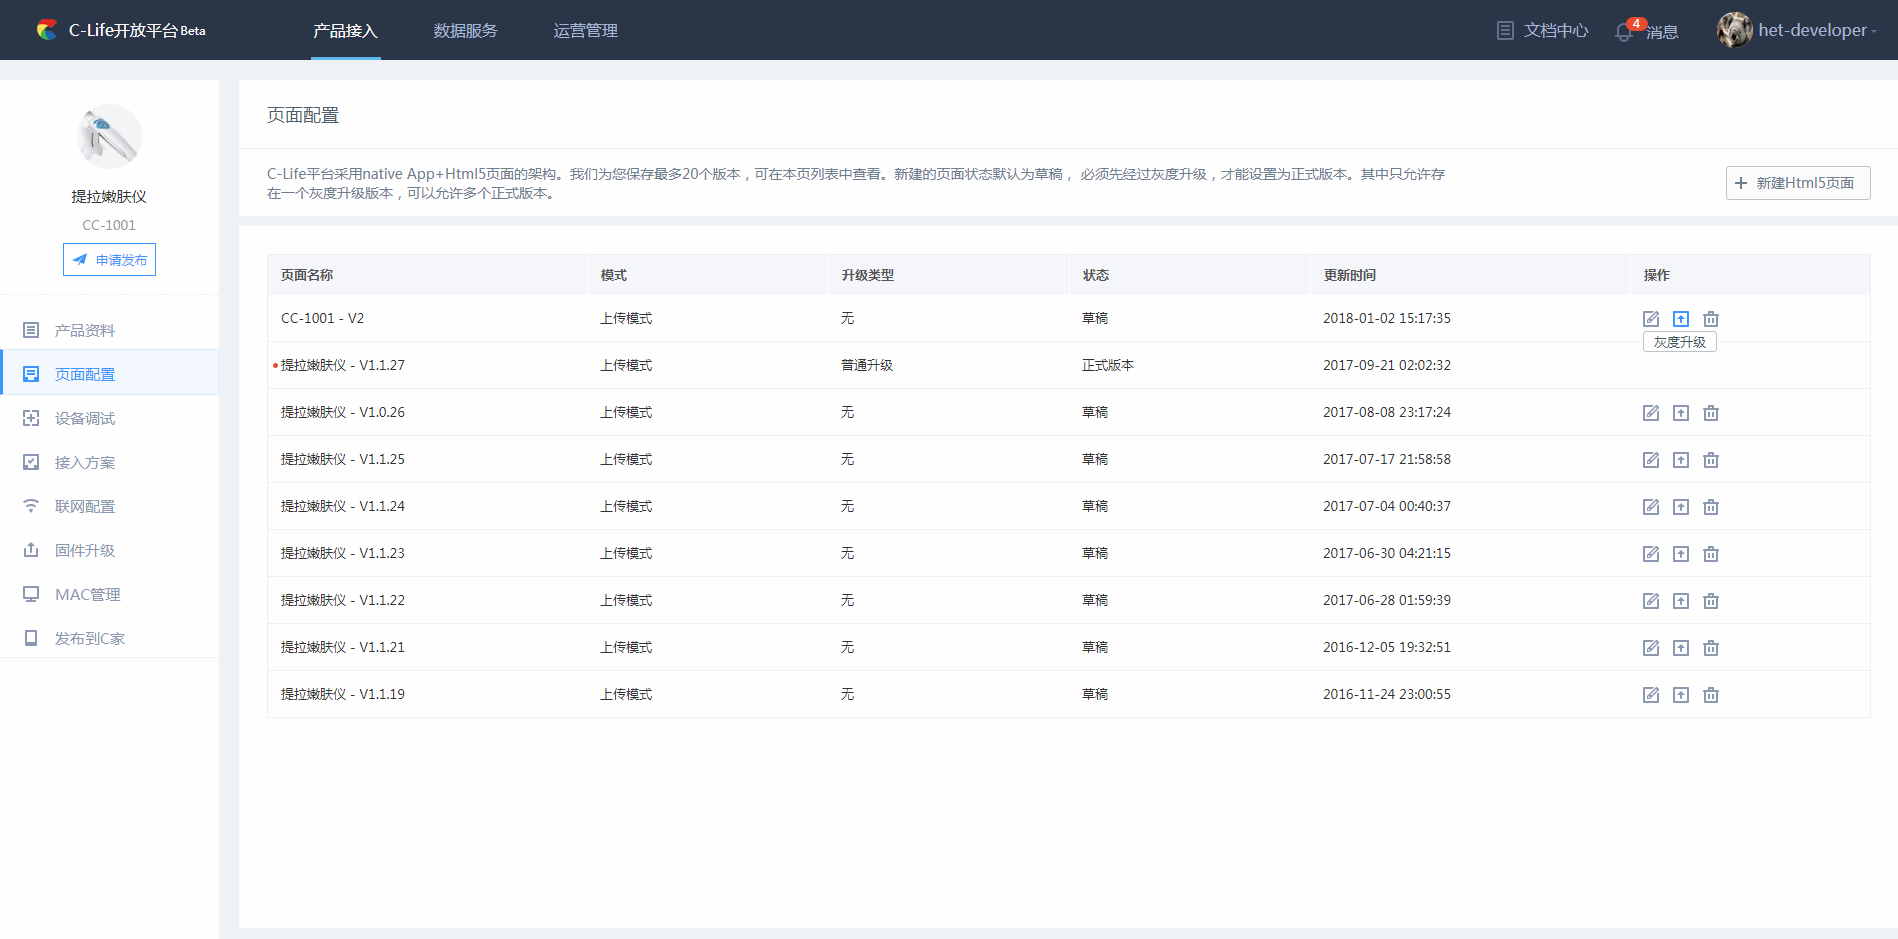 C-Life开放平台Beta
产品接入
数据服务
运营管理
文档中心
4
消息
het-developer
提拉嫩肤仪
CC-1001
申请发布
产品资料
页面配置
设备调试
接入方案
联网配置
固件升级
MAC管理
发布到C家
页面配置
C-Life平台采用native App+Html5页面的架构。我们为您保存最多20个版本，可在本页列表中查看。新建的页面状态默认为草稿， 必须先经过灰度升级，才能设置为正式版本。其中只允许存
在一个灰度升级版本，可以允许多个正式版本。
新建Html5页面
页面名称 模式 升级类型 状态 更新时间 操作
CC-1001 - V2 上传模式 无 草稿 2018-01-02 15:17:35
灰度升级
提拉嫩肤仪 - V1.1.27 上传模式 普通升级 正式版本 2017-09-21 02:02:32
提拉嫩肤仪 - V1.0.26 上传模式 无 草稿 2017-08-08 23:17:24
提拉嫩肤仪 - V1.1.25 上传模式 无 草稿 2017-07-17 21:58:58
提拉嫩肤仪 - V1.1.24 上传模式 无 草稿 2017-07-04 00:40:37
提拉嫩肤仪 - V1.1.23 上传模式 无 草稿 2017-06-30 04:21:15
提拉嫩肤仪 - V1.1.22 上传模式 无 草稿 2017-06-28 01:59:39
提拉嫩肤仪 - V1.1.21 上传模式 无 草稿 2016-12-05 19:32:51
提拉嫩肤仪 - V1.1.19 上传模式 无 草稿 2016-11-24 23:00:55